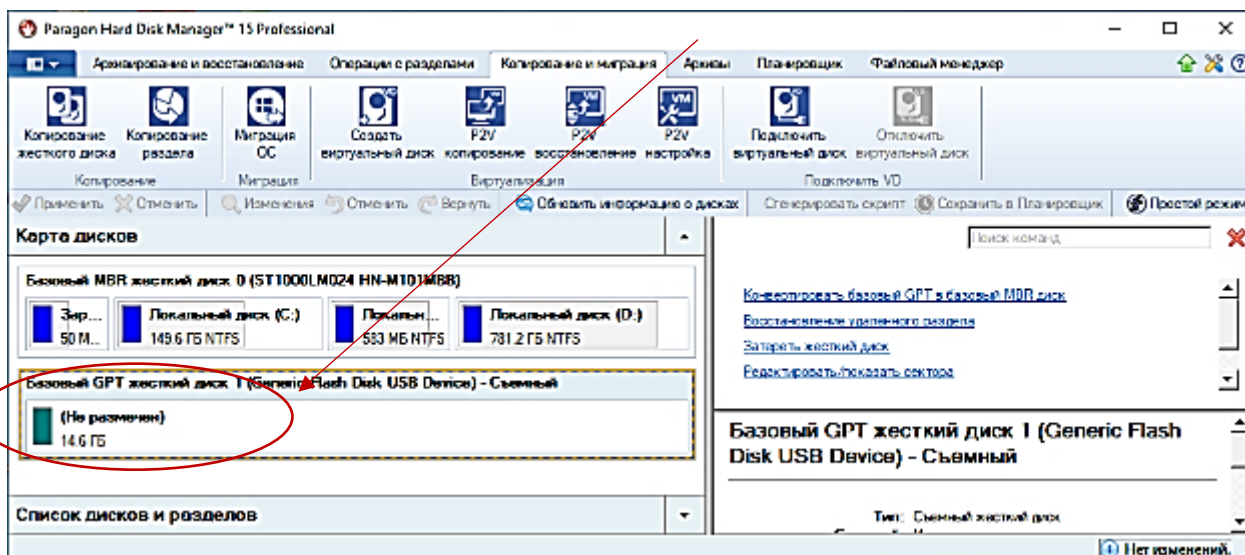 Paragon Hard Disk Manager™ 15 Professional
Архивирование и восстановление Операции с разделами Копирование и миграция Архивы Планировщик Файловый менеджер
Копирование жесткого диска
Копирование раздела
Миграция ОС
Создать виртуальный диск
P2V копирование
P2V восстановление
P2V настройка
Подключить виртуальный диск
Отключить виртуальный диск
Копирование Миграция Виртуализация Подключить VD
Применить Отменить Изменения Отменить Вернуть Обновить информацию о дисках Сгенерировать скрипт Сохранить в Планировщик Простой режим
Карта дисков
Поиск команд
Базовый MBR жесткий диск 0 (ST1000LM024 HN-M101MBB)
Зар...
50 М...
Локальный диск (C:)
149.6 ГБ NTFS
Локальн...
583 МБ NTFS
Локальный диск (D:)
781.2 ГБ NTFS
Базовый GPT жесткий диск 1 (Generic Flash Disk USB Device) - Съемный
(Не размечен)
14.6 ГБ
Список дисков и разделов
Конвертировать базовый GPT в базовый MBR диск
Восстановление удаленного раздела
Затереть жесткий диск
Редактировать/показать сектора
Базовый GPT жесткий диск 1 (Generic Flash
Disk USB Device) - Съемный
Тип: Съемный жесткий диск
Нет изменений.